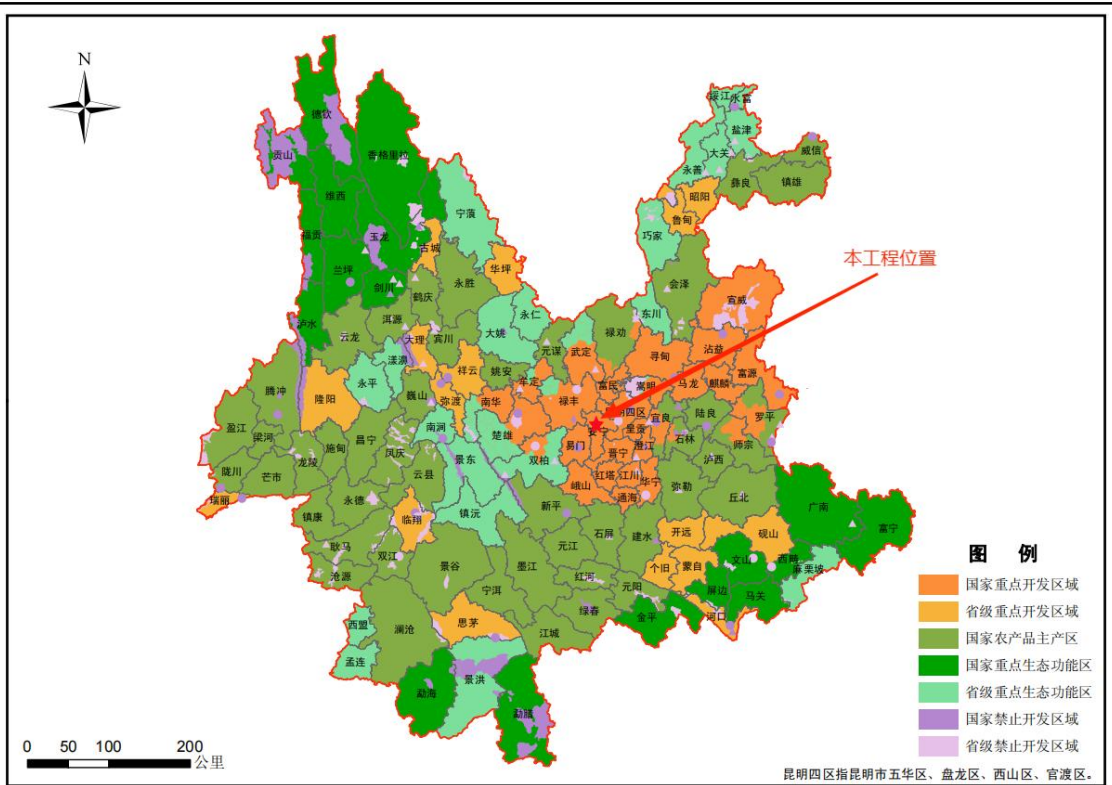 N
德钦
贡山
香格里拉
维西
福贡
玉龙
兰坪
剑川
古城
宁蒗
华坪
永胜
鹤庆
泸水
云龙
洱源
大理
宾川
漾濞
永平
祥云
弥渡
巍山
南涧
腾冲
隆阳
盈江
梁河
龙陵
施甸
昌宁
凤庆
云县
陇川
芒市
瑞丽
镇康
永德
临翔
耿马
双江
沧源
大姚
永仁
元谋
武定
禄劝
姚安
牟定
南华
楚雄
双柏
禄丰
富民
嵩明
寻甸
东川
会泽
巧家
鲁甸
昭阳
永善
大关
盐津
绥江
水富
彝良
镇雄
威信
本工程位置
宣威
沾益
富源
马龙
麒麟
陆良
罗平
师宗
宜良
石林
泸西
明四区
呈贡
安宁
晋宁
澄江
易门
峨山
红塔
江川
华宁
通海
弥勒
丘北
广南
富宁
景东
镇沅
新平
石屏
建水
开远
砚山
文山
西畴
麻栗坡
马关
屏边
河口
个旧
蒙自
元江
墨江
红河
元阳
绿春
金平
景谷
宁洱
思茅
江城
澜沧
西盟
孟连
勐海
景洪
勐腊
图 例
国家重点开发区域
省级重点开发区域
国家农产品主产区
国家重点生态功能区
省级重点生态功能区
国家禁止开发区域
省级禁止开发区域
0 50 100 200
公里
昆明四区指昆明市五华区、盘龙区、西山区、官渡区。